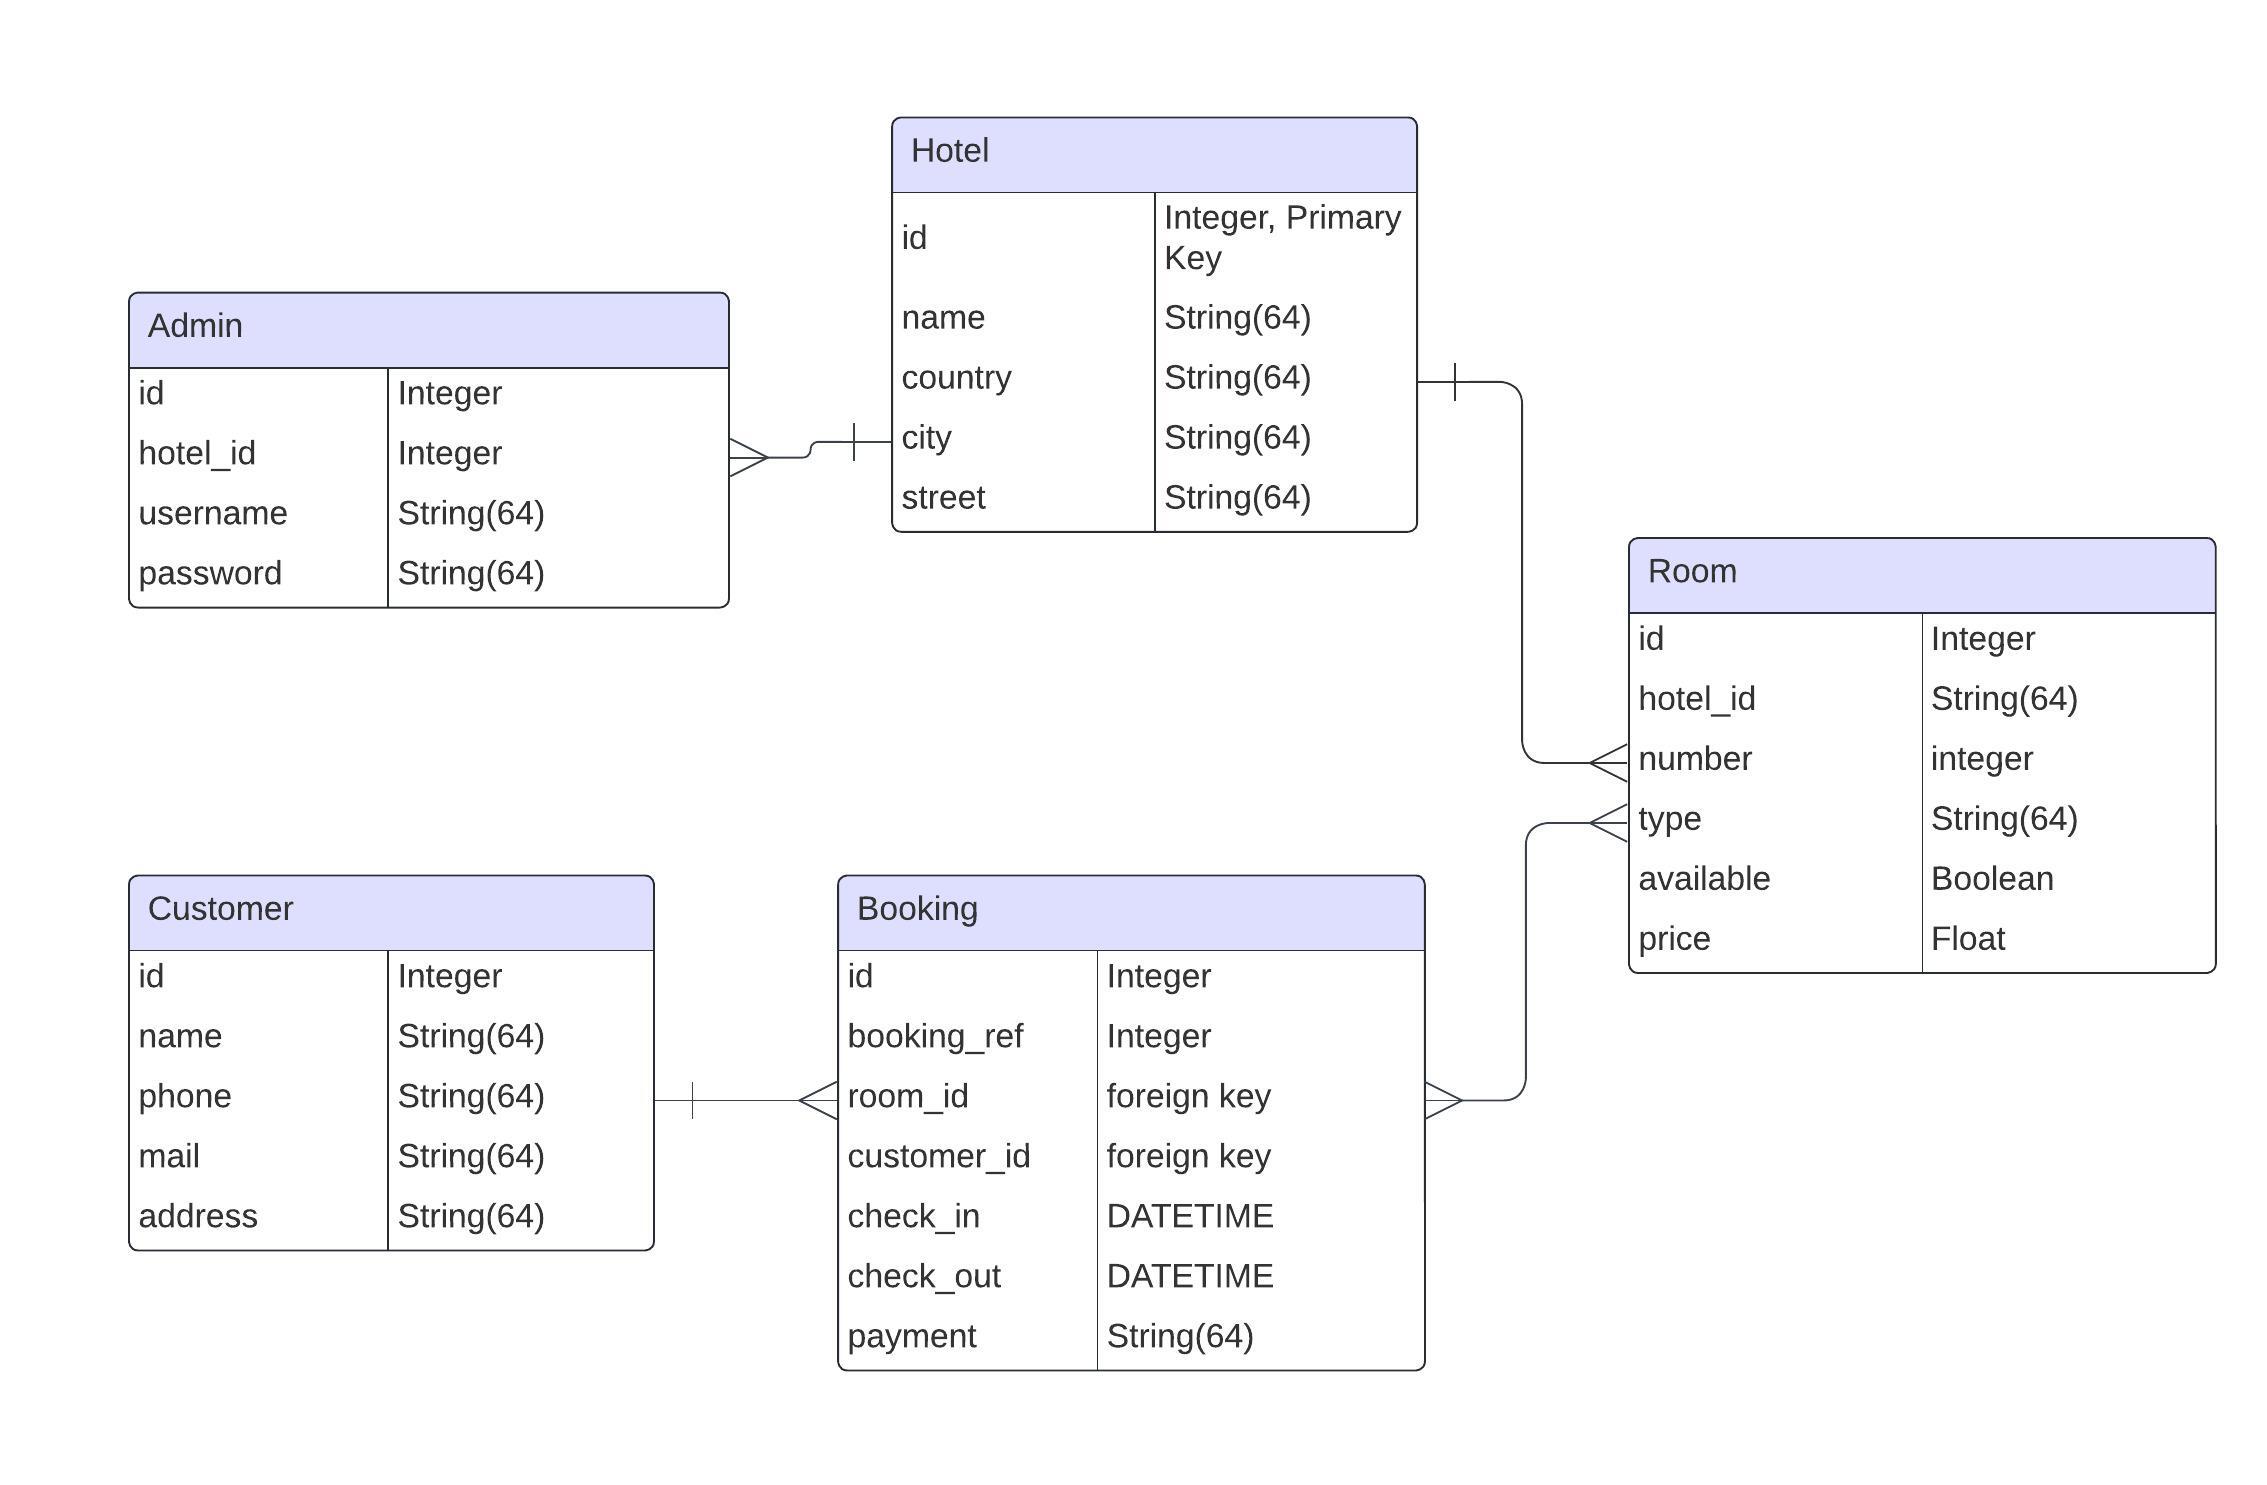 Hotel
id
Integer, Primary
Key
name String(64)
country String(64)
city String(64)
street String(64)
Admin
id Integer
hotel_id Integer
username String(64)
password String(64)
Room
id Integer
hotel_id String(64)
number integer
type String(64)
available Boolean
price Float
Customer
id Integer
name String(64)
phone String(64)
mail String(64)
address String(64)
Booking
id Integer
booking_ref Integer
room_id foreign key
customer_id foreign key
check_in DATETIME
check_out DATETIME
payment String(64)